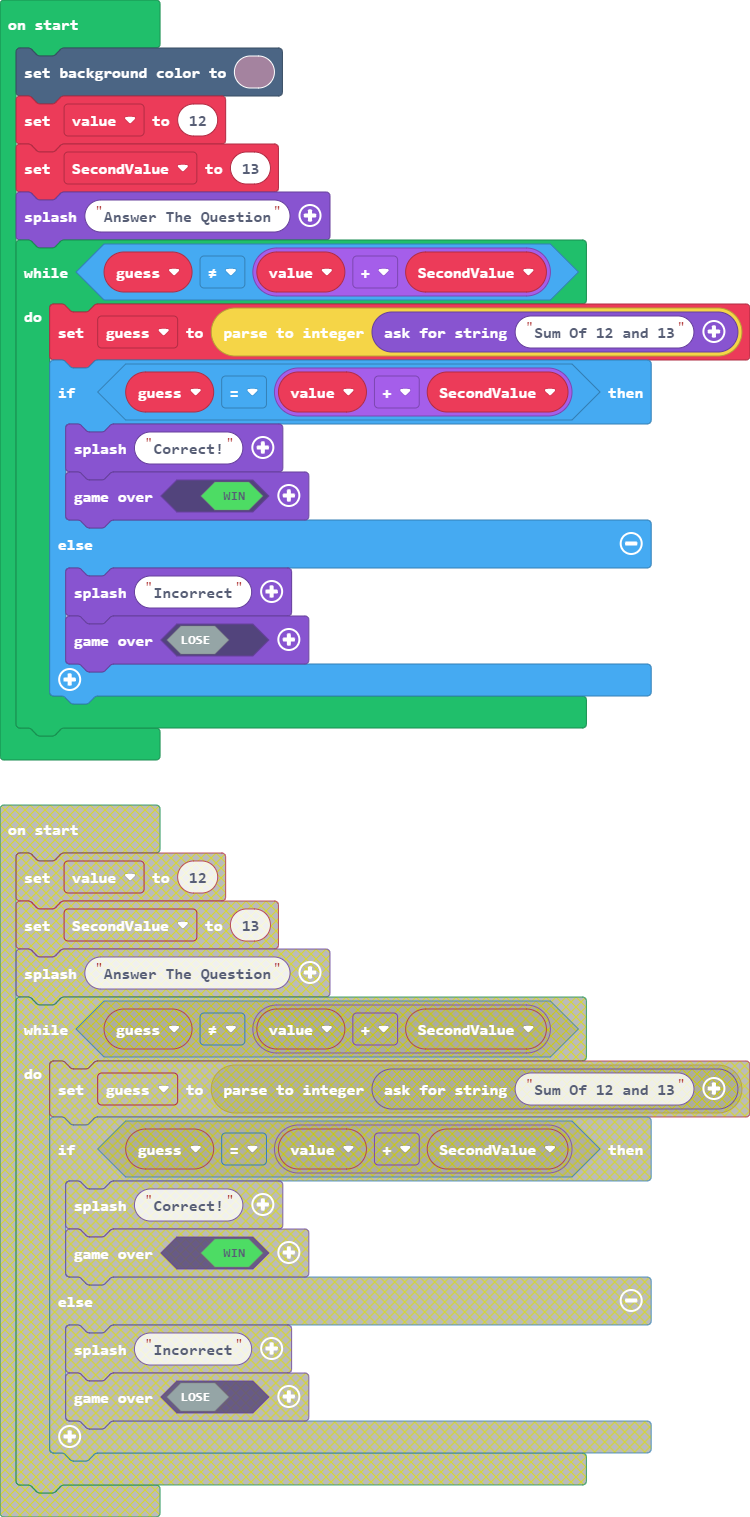 on start
set background color to
set value to 12
set SecondValue to 13
splash "Answer The Question"
while guess ≠ value + SecondValue
do set guess to parse to integer ask for string "Sum Of 12 and 13"
if guess = value + SecondValue then
splash "Correct!"
game over WIN
else
splash "Incorrect"
game over LOSE
on start
set value to 12
set SecondValue to 13
splash "Answer The Question"
while guess ≠ value + SecondValue
do set guess to parse to integer ask for string "Sum Of 12 and 13"
if guess = value + SecondValue then
splash "Correct!"
game over WIN
else
splash "Incorrect"
game over LOSE